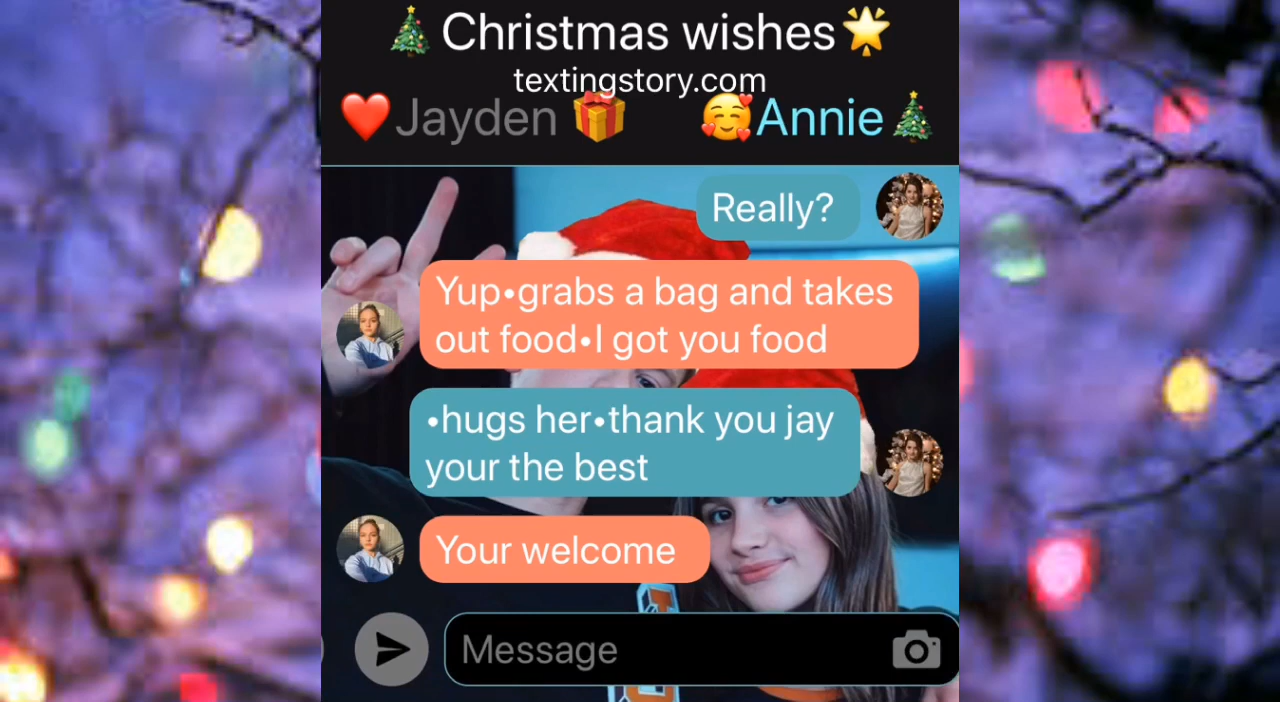 🎄Christmas wishes🌟
textingstory.com
❤️Jayden 🎁 🥰Annie🎄
Really?
Yup•grabs a bag and takes
out food•I got you food
•hugs her•thank you jay
your the best
Your welcome
Message